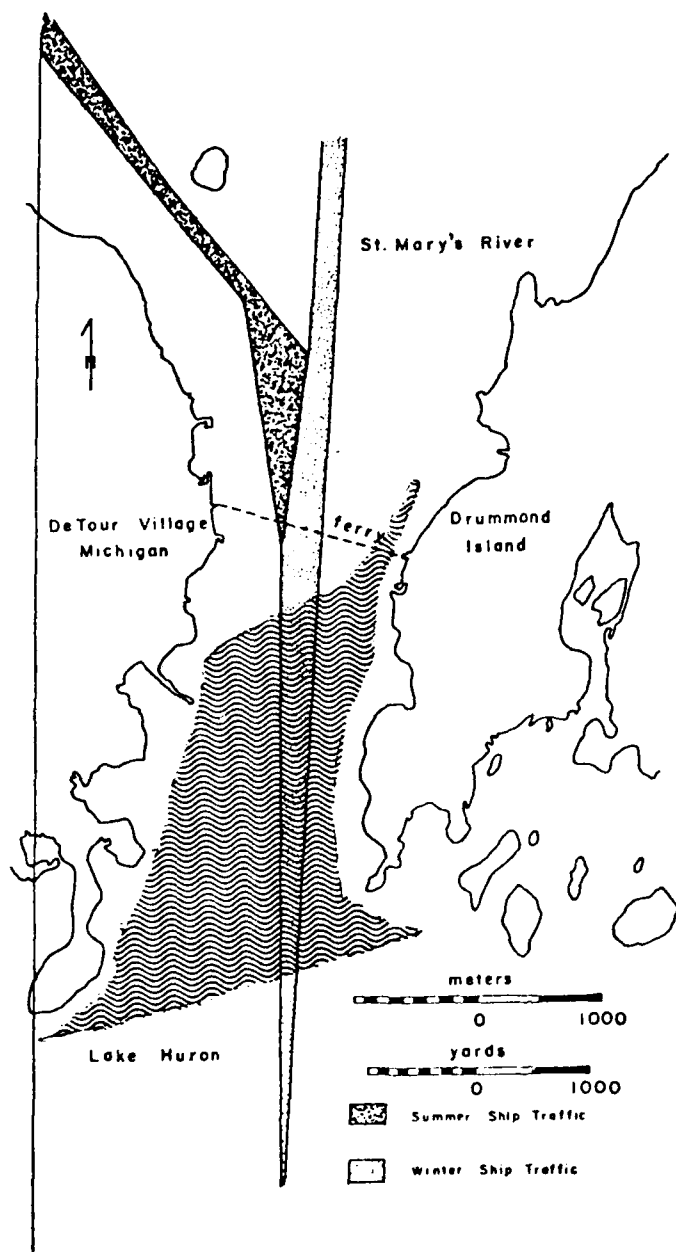 St. Mary's River
N
DeTour Village
Michigan
ferry
Drummond
Island
meters
0 1000
Lake Huron
yards
0 1000
Summer Ship Traffic
Winter Ship Traffic